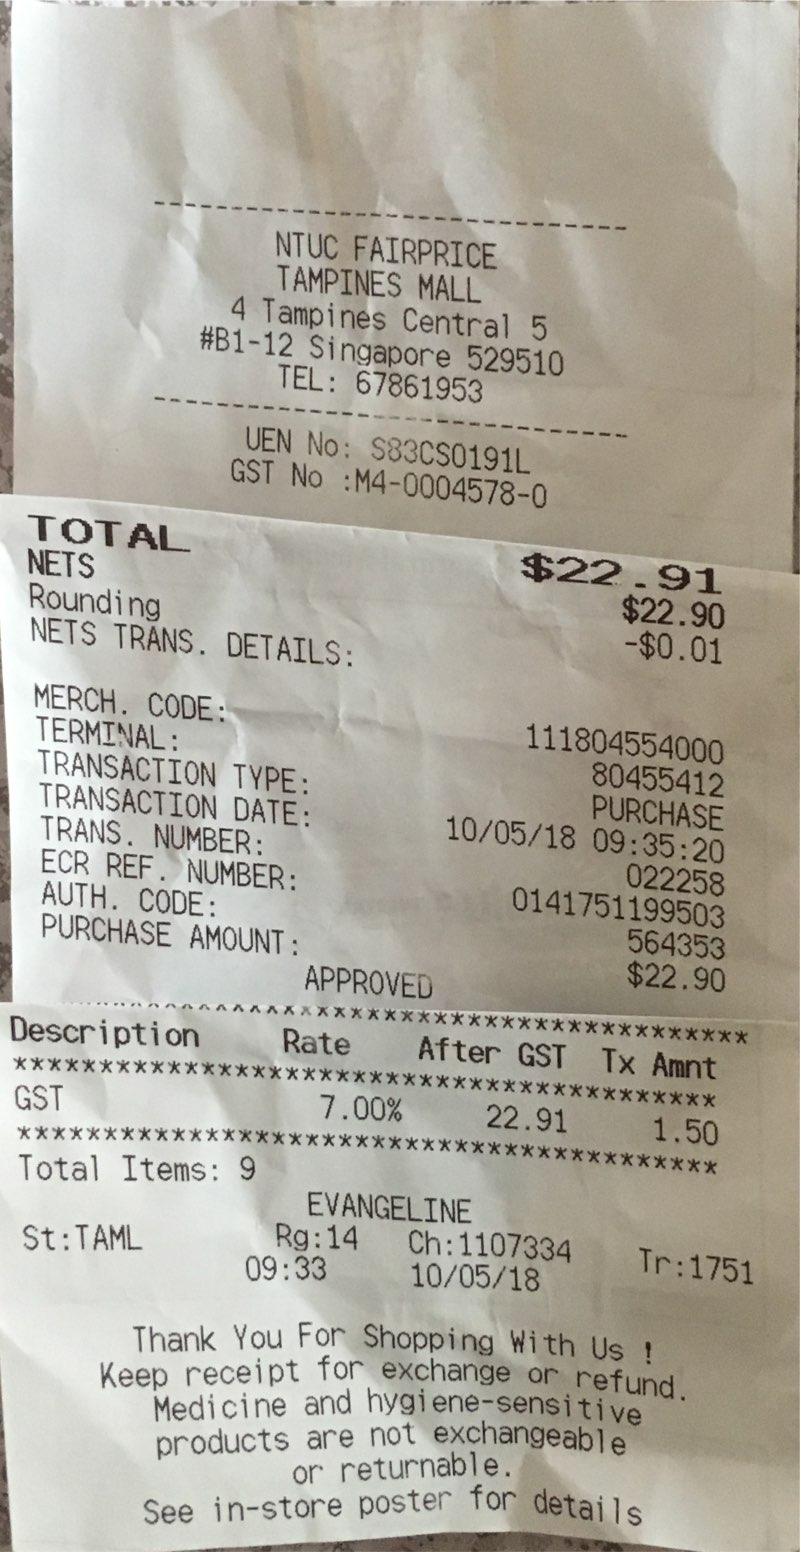 --------------------------------------------
NTUC FAIRPRICE
TAMPINES MALL
4 Tampines Central 5
#B1-12 Singapore 529510
TEL: 67861953
--------------------------------------------
UEN No: S83CS0191L
GST No :M4-0004578-0
TOTAL $22.91
NETS $22.90
Rounding -$0.01
NETS TRANS. DETAILS:
MERCH. CODE: 111804554000
TERMINAL: 80455412
TRANSACTION TYPE: PURCHASE
TRANSACTION DATE: 10/05/18 09:35:20
TRANS. NUMBER: 022258
ECR REF. NUMBER: 0141751199503
AUTH. CODE: 564353
PURCHASE AMOUNT: $22.90
APPROVED
********************************************
Description Rate After GST Tx Amnt
********************************************
GST 7.00% 22.91 1.50
********************************************
Total Items: 9
EVANGELINE
St:TAML Rg:14 Ch:1107334 Tr:1751
09:33 10/05/18
Thank You For Shopping With Us !
Keep receipt for exchange or refund.
Medicine and hygiene-sensitive
products are not exchangeable
or returnable.
See in-store poster for details